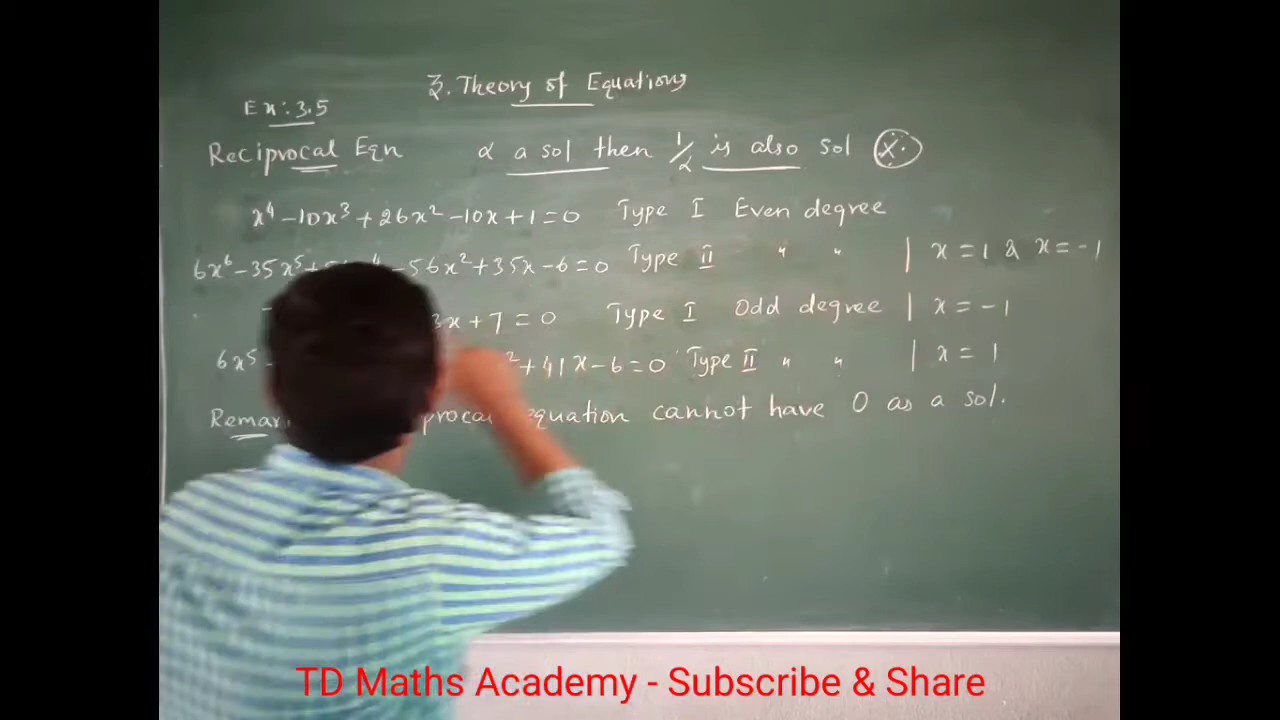 3. Theory of Equations
Ex: 3.5
Reciprocal Eqn α a sol then 1/α is also sol X
x⁴ - 10x³ + 26x² - 10x + 1 = 0 Type I Even degree
6x⁶ - 35x⁵ + - 56x² + 35x - 6 = 0 Type II " " | x = 1 & x = -1
3x + 7 = 0 Type I Odd degree | x = -1
6x⁵ - ² + 41x - 6 = 0 Type II " " | x = 1
equation cannot have 0 as a sol.
TD Maths Academy - Subscribe & Share